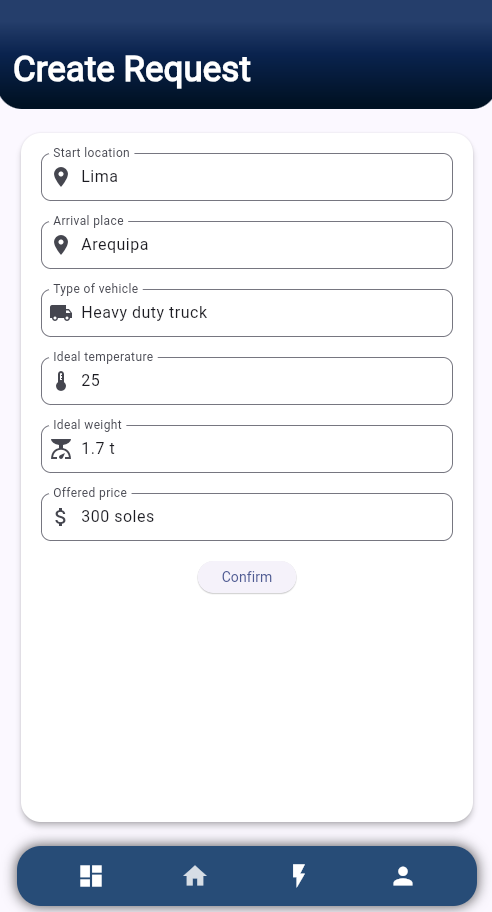 Create Request
Start location
Lima
Arrival place
Arequipa
Type of vehicle
Heavy duty truck
Ideal temperature
25
Ideal weight
1.7 t
Offered price
300 soles
Confirm